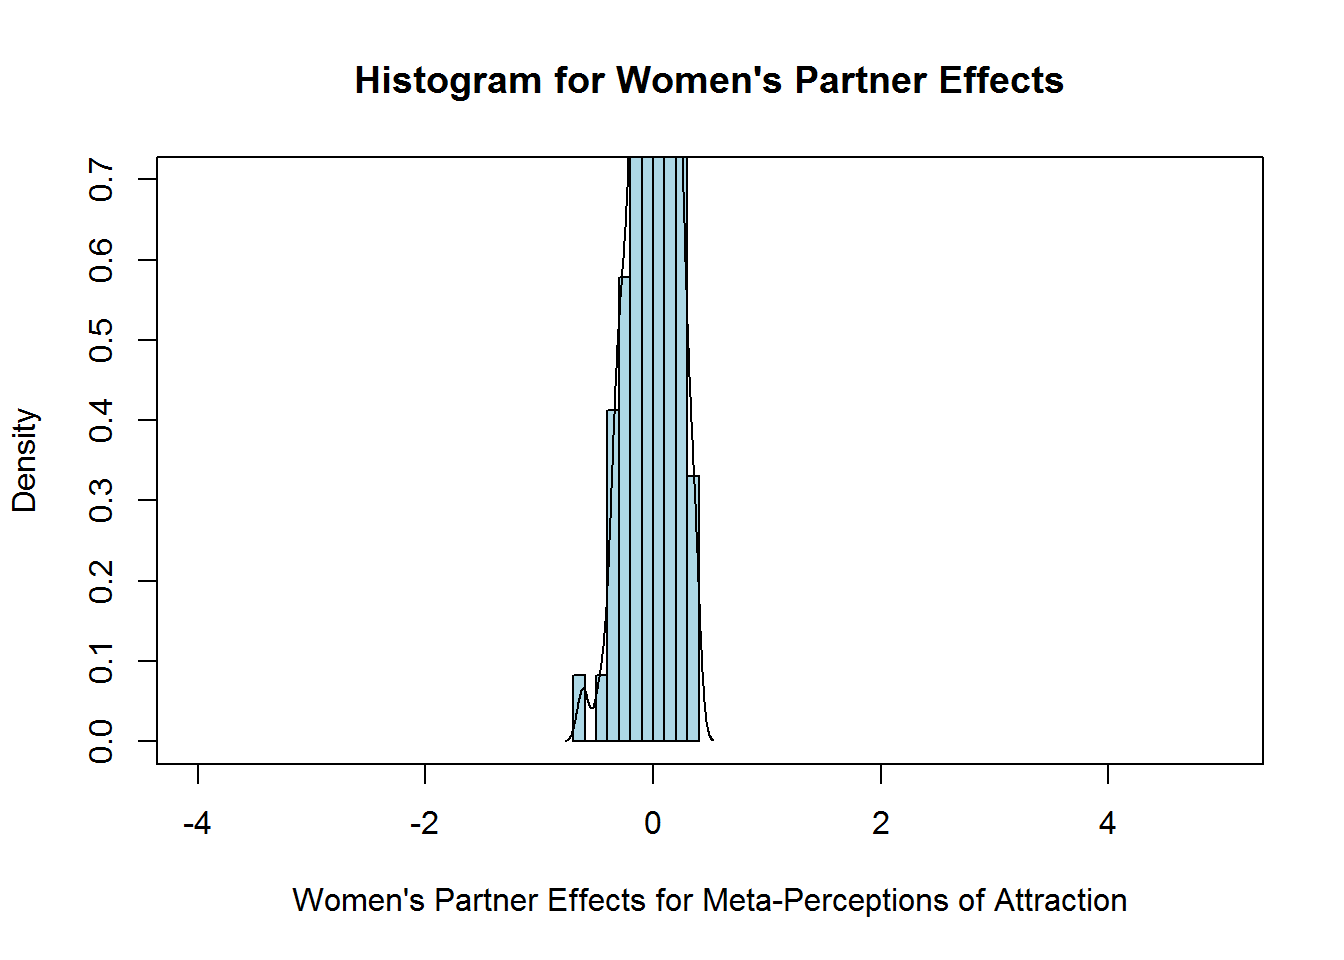 Histogram for Women's Partner Effects
Density
0.7
0.6
0.5
0.4
0.3
0.2
0.1
0.0
-4 -2 0 2 4
Women's Partner Effects for Meta-Perceptions of Attraction